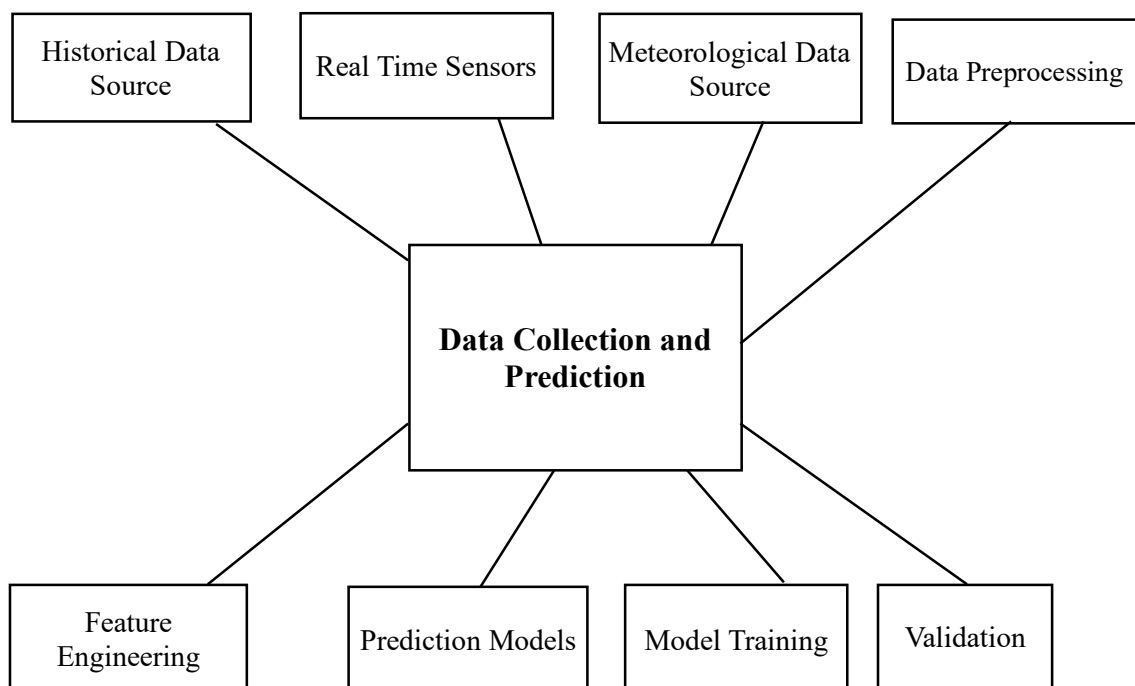 Historical Data
Source
Real Time Sensors
Meteorological Data
Source
Data Preprocessing
Data Collection and
Prediction
Feature
Engineering
Prediction Models
Model Training
Validation